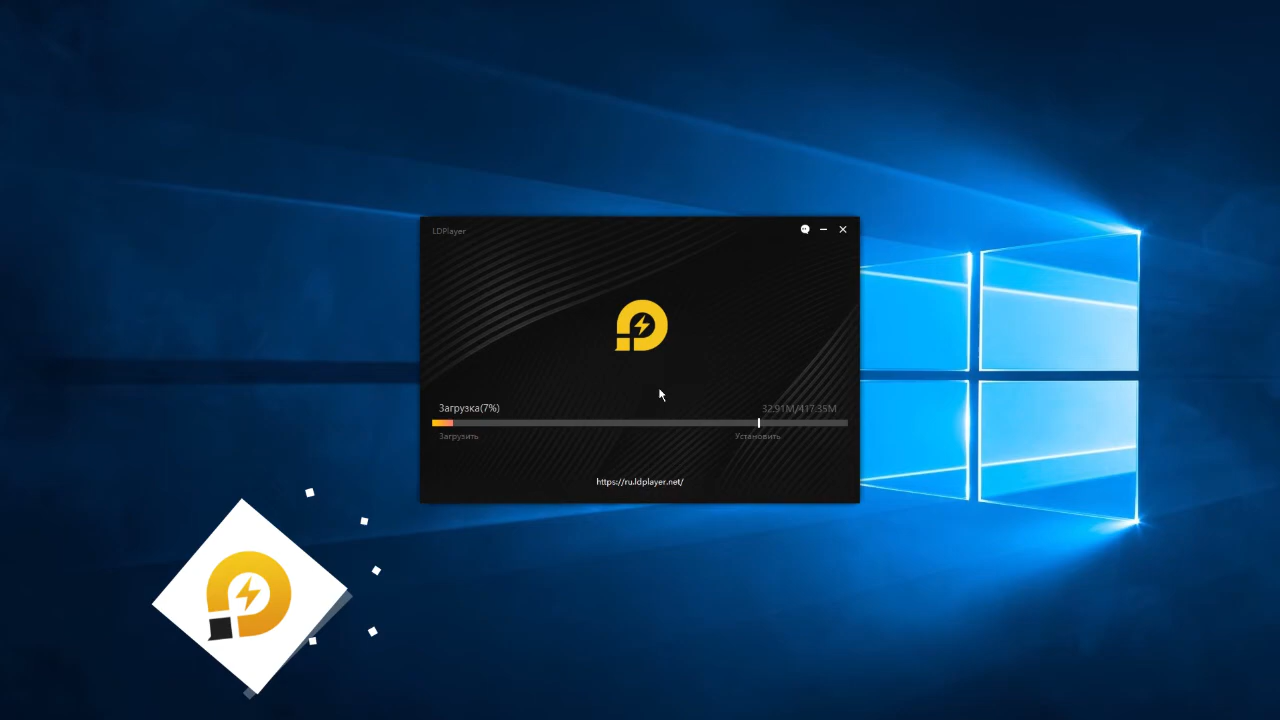 LDPlayer
Загрузка(7%)
32.91M/417.35M
Загрузить
Установить
https://ru.ldplayer.net/